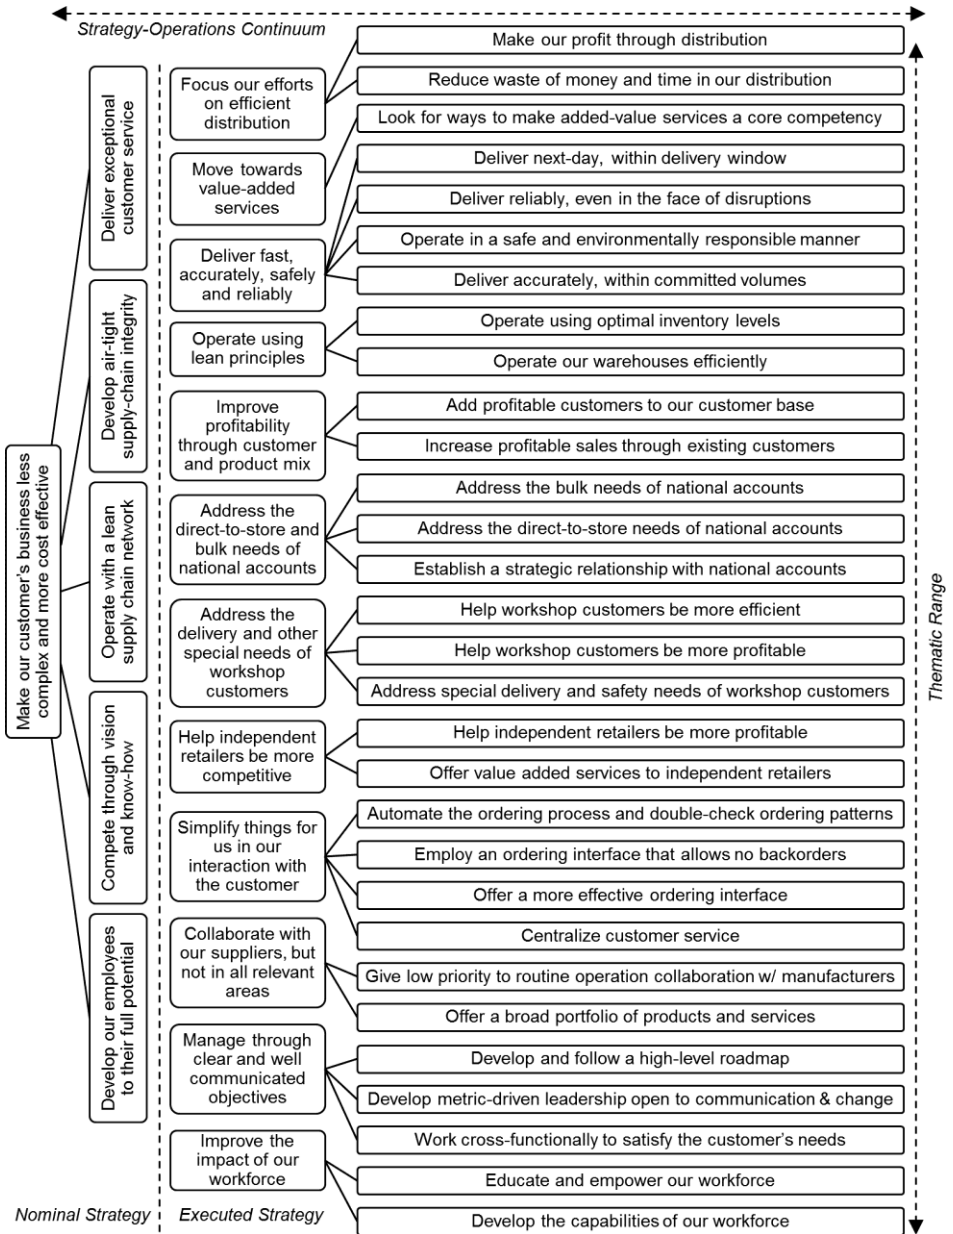 Strategy-Operations Continuum
Make our customer's business less
complex and more cost effective
Deliver exceptional
customer service
Develop air-tight
supply-chain integrity
Operate with a lean
supply chain network
Compete through vision
and know-how
Develop our employees
to their full potential
Focus our efforts
on efficient
distribution
Move towards
value-added
services
Deliver fast,
accurately, safely
and reliably
Operate using
lean principles
Improve
profitability
through customer
and product mix
Address the
direct-to-store and
bulk needs of
national accounts
Address the
delivery and other
special needs of
workshop
customers
Help independent
retailers be more
competitive
Simplify things for
us in our
interaction with
the customer
Collaborate with
our suppliers, but
not in all relevant
areas
Manage through
clear and well
communicated
objectives
Improve the
impact of our
workforce
Make our profit through distribution
Reduce waste of money and time in our distribution
Look for ways to make added-value services a core competency
Deliver next-day, within delivery window
Deliver reliably, even in the face of disruptions
Operate in a safe and environmentally responsible manner
Deliver accurately, within committed volumes
Operate using optimal inventory levels
Operate our warehouses efficiently
Add profitable customers to our customer base
Increase profitable sales through existing customers
Address the bulk needs of national accounts
Address the direct-to-store needs of national accounts
Establish a strategic relationship with national accounts
Help workshop customers be more efficient
Help workshop customers be more profitable
Address special delivery and safety needs of workshop customers
Help independent retailers be more profitable
Offer value added services to independent retailers
Automate the ordering process and double-check ordering patterns
Employ an ordering interface that allows no backorders
Offer a more effective ordering interface
Centralize customer service
Give low priority to routine operation collaboration w/ manufacturers
Offer a broad portfolio of products and services
Develop and follow a high-level roadmap
Develop metric-driven leadership open to communication & change
Work cross-functionally to satisfy the customer's needs
Educate and empower our workforce
Develop the capabilities of our workforce
Thematic Range
Nominal Strategy
Executed Strategy